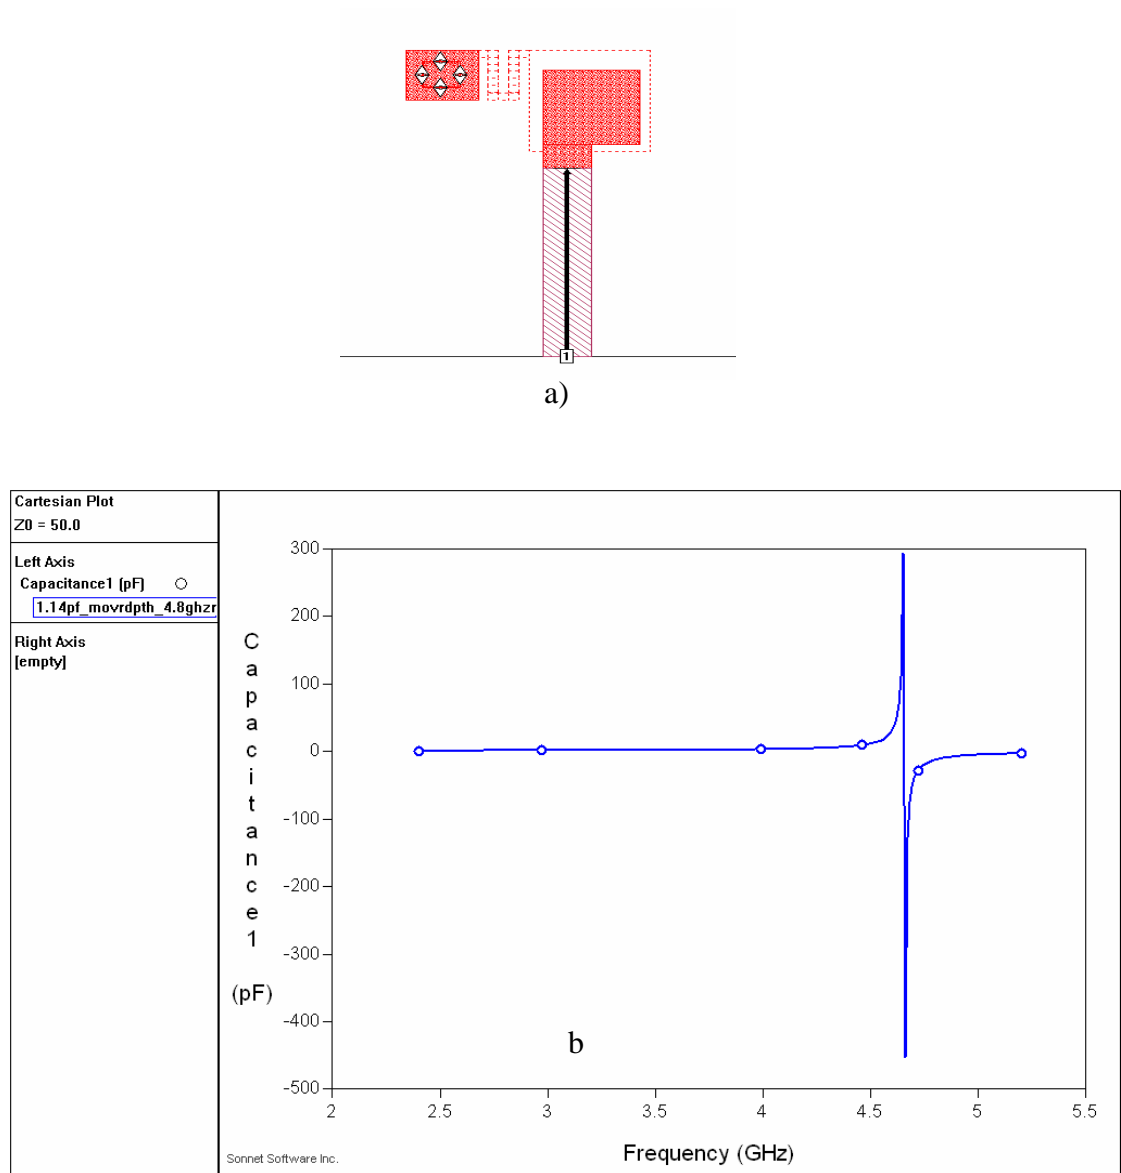 1
a)
Cartesian Plot
Z0 = 50.0
Left Axis
Capacitance1 (pF)
1.14pf_movrdpth_4.8ghzr
Right Axis
[empty]
Capacitance1
(pF)
300
200
100
0
-100
-200
-300
-400
-500
b
2
2.5
3
3.5
4
4.5
5
5.5
Frequency (GHz)
Sonnet Software Inc.